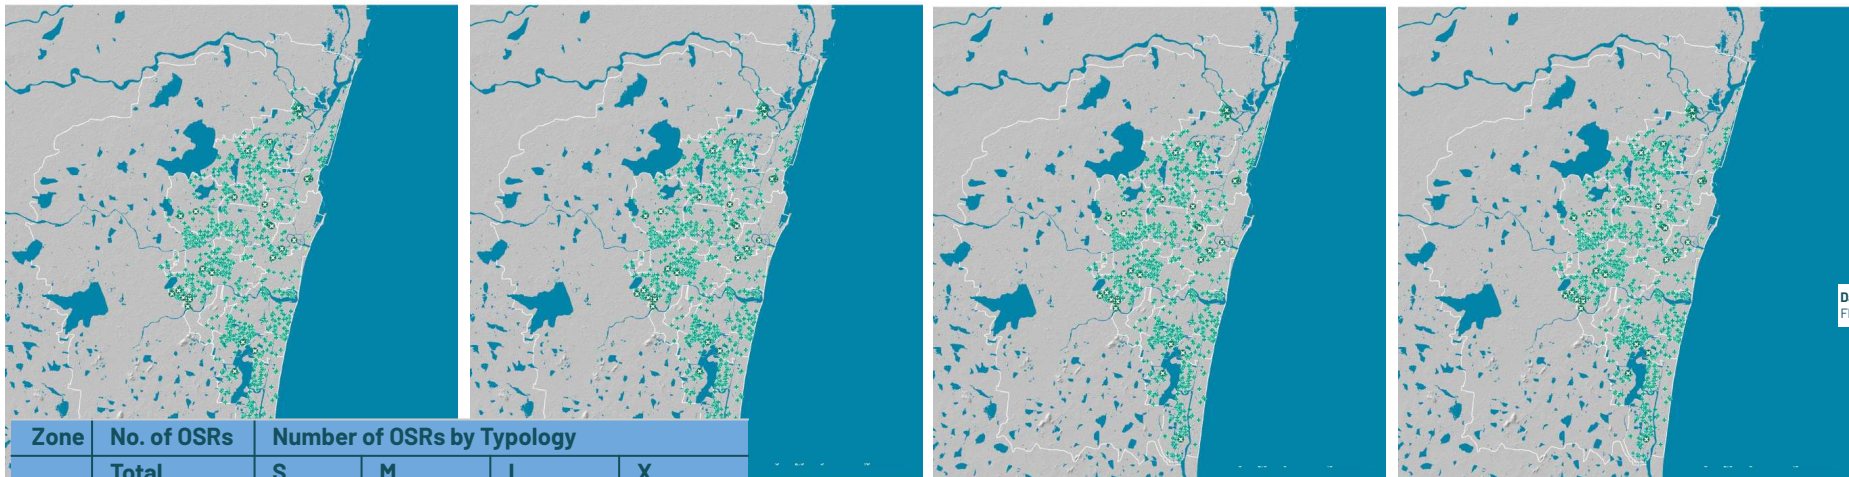 Zone No. of OSRs Number of OSRs by Typology
Total S M L X